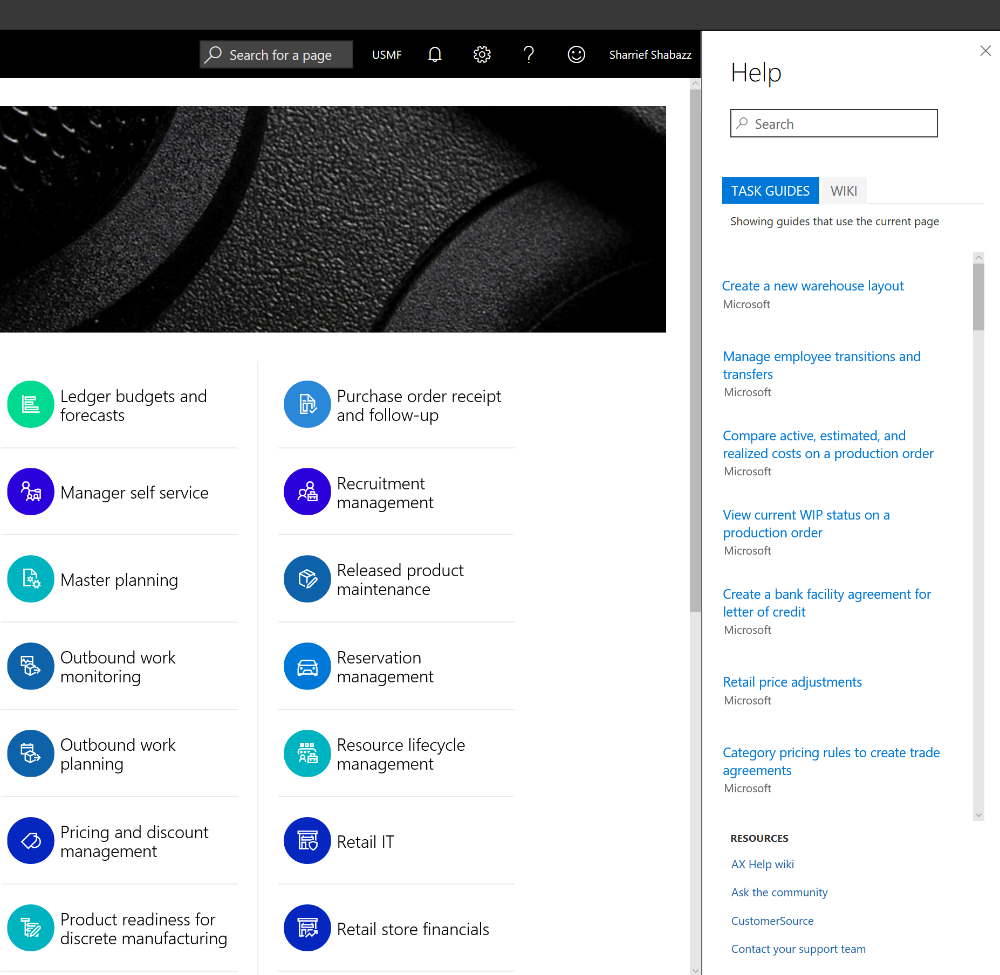 Search for a page
USMF
?
Sharrief Shabazz
Ledger budgets and
forecasts
Manager self service
Master planning
Outbound work
monitoring
Outbound work
planning
Pricing and discount
management
Product readiness for
discrete manufacturing
Purchase order receipt
and follow-up
Recruitment
management
Released product
maintenance
Reservation
management
Resource lifecycle
management
Retail IT
Retail store financials
Help
Search
TASK GUIDES
WIKI
Showing guides that use the current page
Create a new warehouse layout
Microsoft
Manage employee transitions and
transfers
Microsoft
Compare active, estimated, and
realized costs on a production order
Microsoft
View current WIP status on a
production order
Microsoft
Create a bank facility agreement for
letter of credit
Microsoft
Retail price adjustments
Microsoft
Category pricing rules to create trade
agreements
Microsoft
RESOURCES
AX Help wiki
Ask the community
CustomerSource
Contact your support team